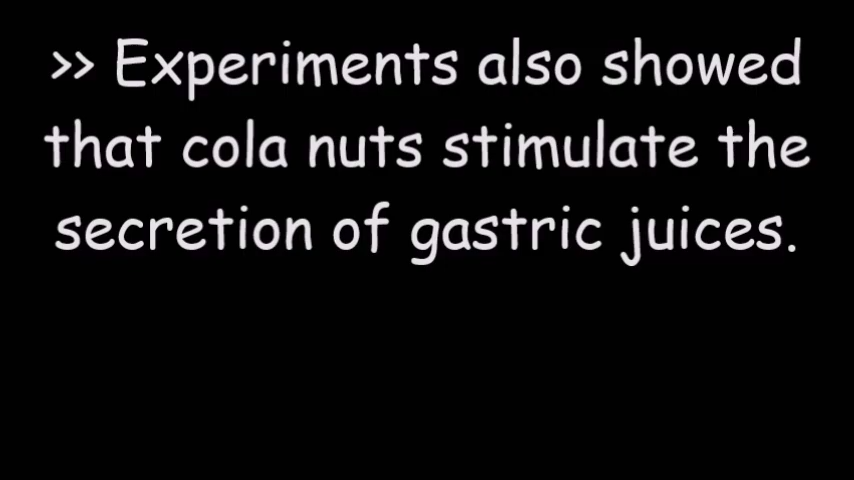 >> Experiments also showed
that cola nuts stimulate the
secretion of gastric juices.